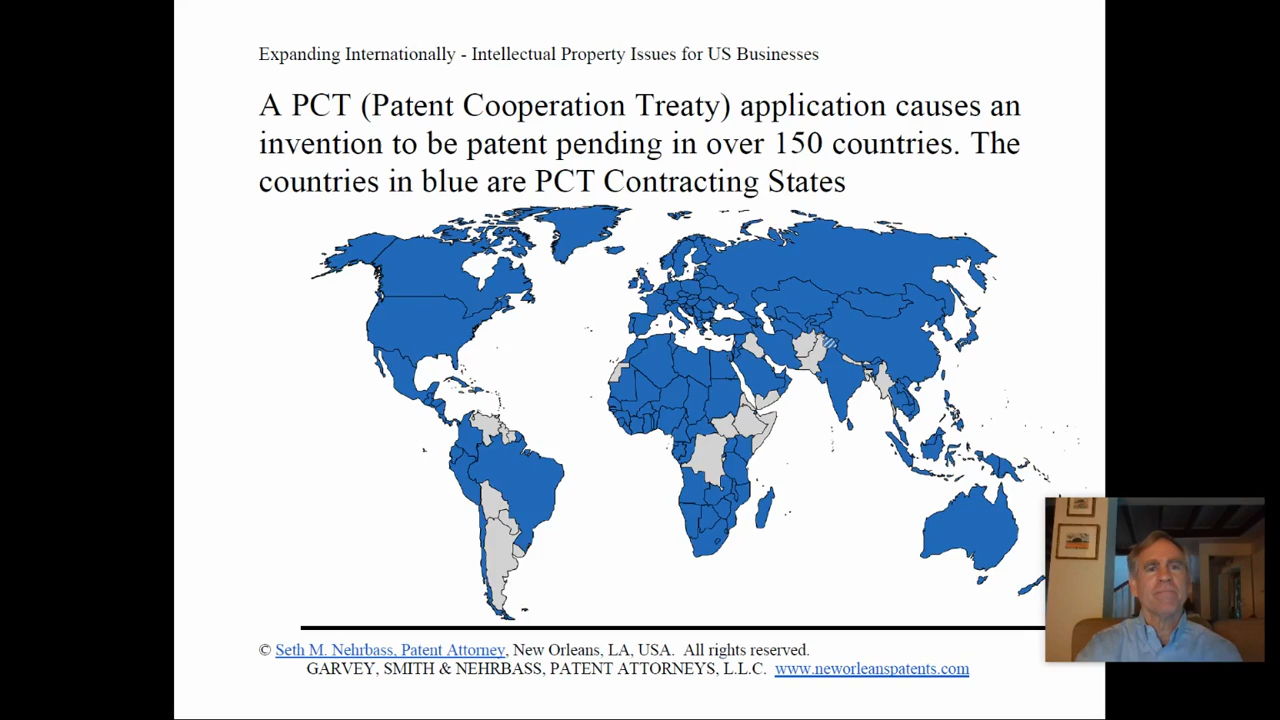 Expanding Internationally - Intellectual Property Issues for US Businesses
A PCT (Patent Cooperation Treaty) application causes an
invention to be patent pending in over 150 countries. The
countries in blue are PCT Contracting States
© Seth M. Nehrbass, Patent Attorney, New Orleans, LA, USA. All rights reserved.
GARVEY, SMITH & NEHRBASS, PATENT ATTORNEYS, L.L.C. www.neworleanspatents.com